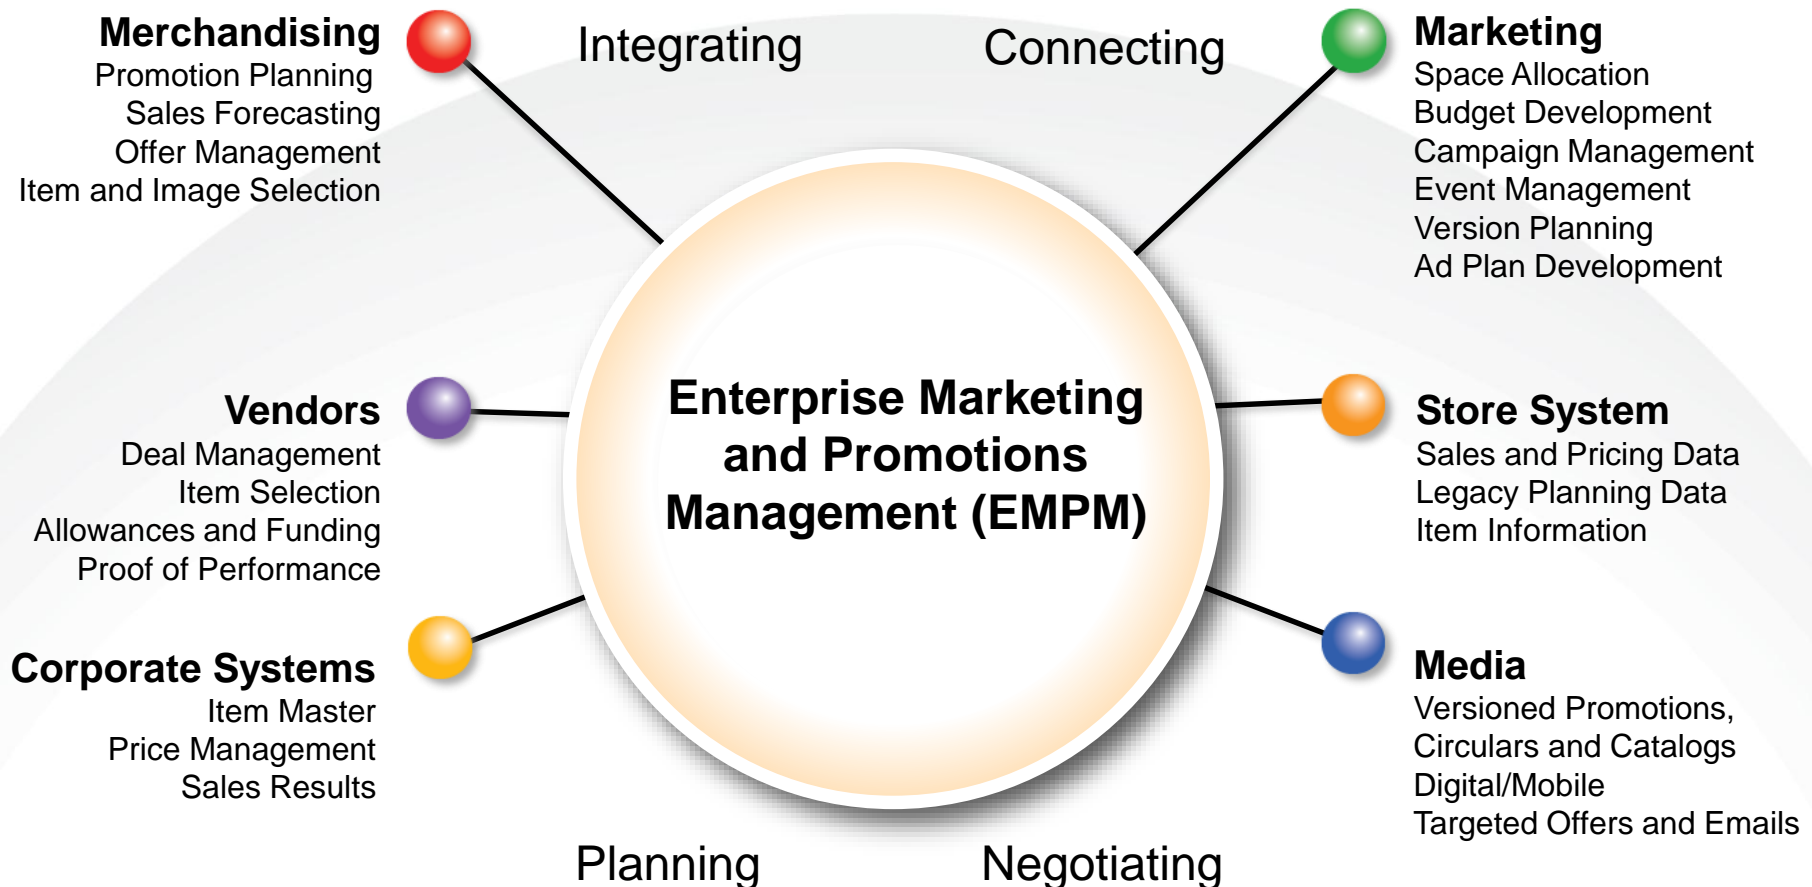 Merchandising
Promotion Planning
Sales Forecasting
Offer Management
Item and Image Selection
Integrating
Connecting
Marketing
Space Allocation
Budget Development
Campaign Management
Event Management
Version Planning
Ad Plan Development
Vendors
Deal Management
Item Selection
Allowances and Funding
Proof of Performance
Enterprise Marketing
and Promotions
Management (EMPM)
Store System
Sales and Pricing Data
Legacy Planning Data
Item Information
Corporate Systems
Item Master
Price Management
Sales Results
Media
Versioned Promotions,
Circulars and Catalogs
Digital/Mobile
Targeted Offers and Emails
Planning
Negotiating